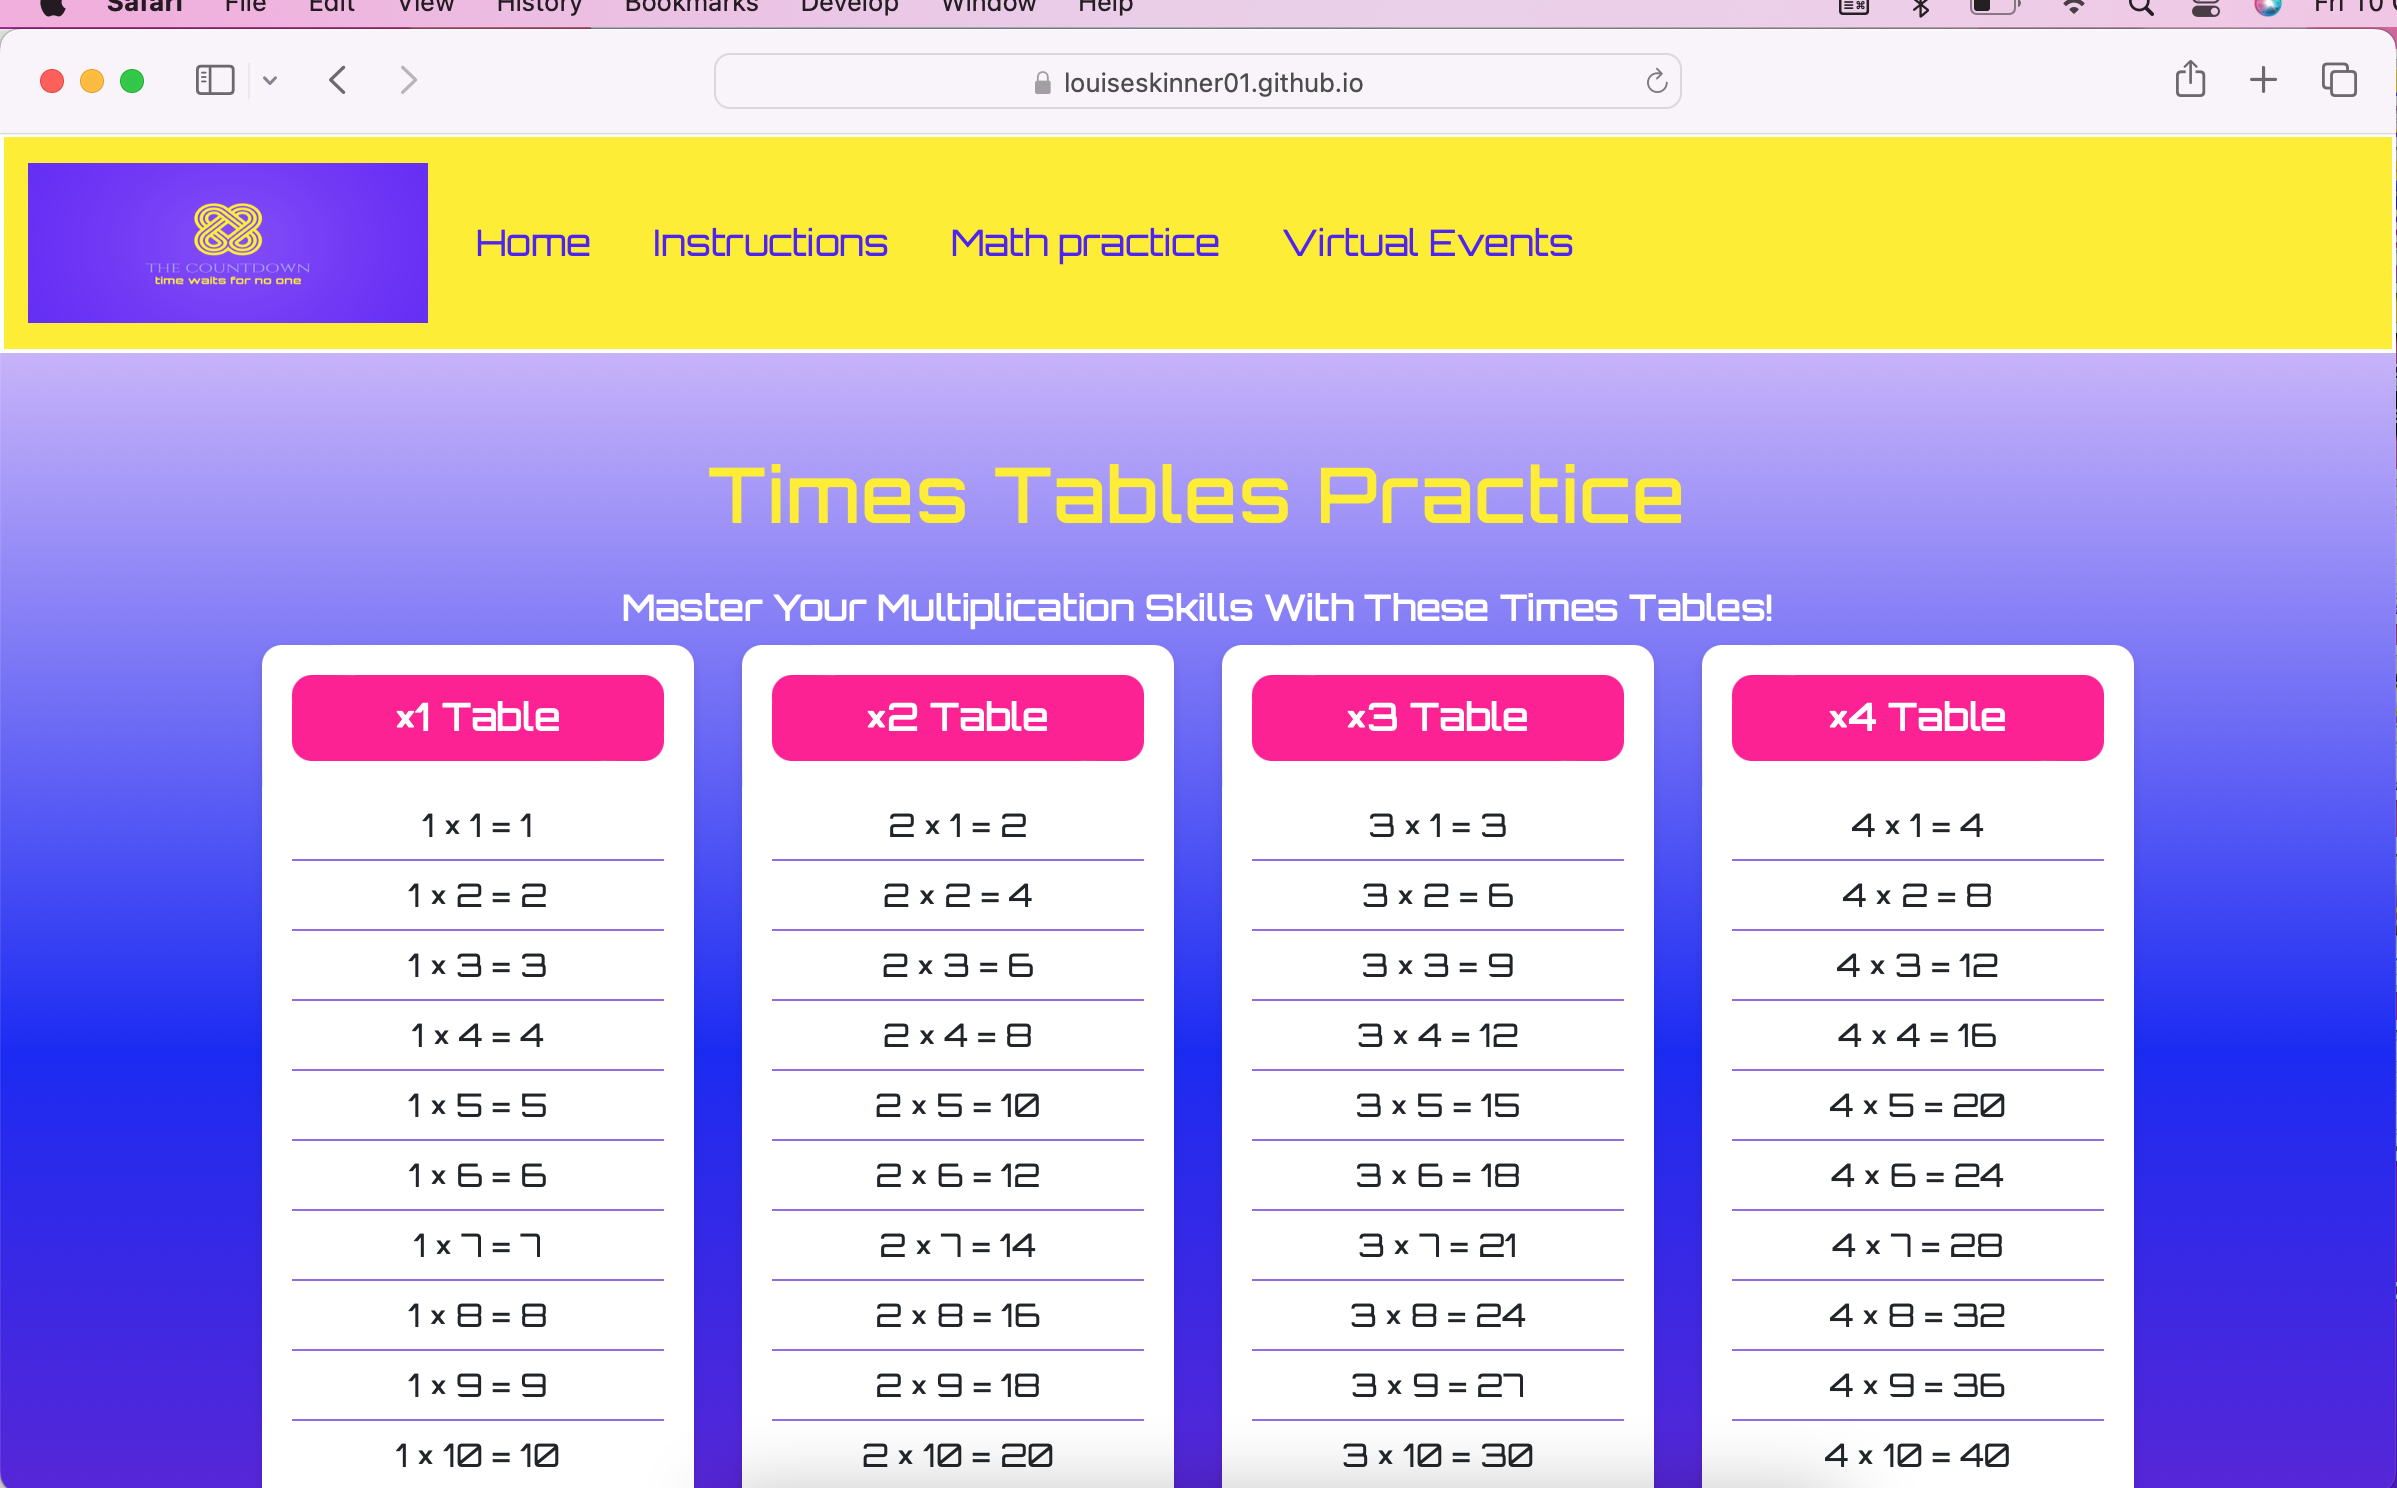 Safari File Edit View History Bookmarks Develop Window Help Fri 10
louiseskinner01.github.io
THE COUNTDOWN
time waits for no one
Home Instructions Math practice Virtual Events
Times Tables Practice
Master Your Multiplication Skills With These Times Tables!
x1 Table
1 x 1 = 1
1 x 2 = 2
1 x 3 = 3
1 x 4 = 4
1 x 5 = 5
1 x 6 = 6
1 x 7 = 7
1 x 8 = 8
1 x 9 = 9
1 x 10 = 10
x2 Table
2 x 1 = 2
2 x 2 = 4
2 x 3 = 6
2 x 4 = 8
2 x 5 = 10
2 x 6 = 12
2 x 7 = 14
2 x 8 = 16
2 x 9 = 18
2 x 10 = 20
x3 Table
3 x 1 = 3
3 x 2 = 6
3 x 3 = 9
3 x 4 = 12
3 x 5 = 15
3 x 6 = 18
3 x 7 = 21
3 x 8 = 24
3 x 9 = 27
3 x 10 = 30
x4 Table
4 x 1 = 4
4 x 2 = 8
4 x 3 = 12
4 x 4 = 16
4 x 5 = 20
4 x 6 = 24
4 x 7 = 28
4 x 8 = 32
4 x 9 = 36
4 x 10 = 40